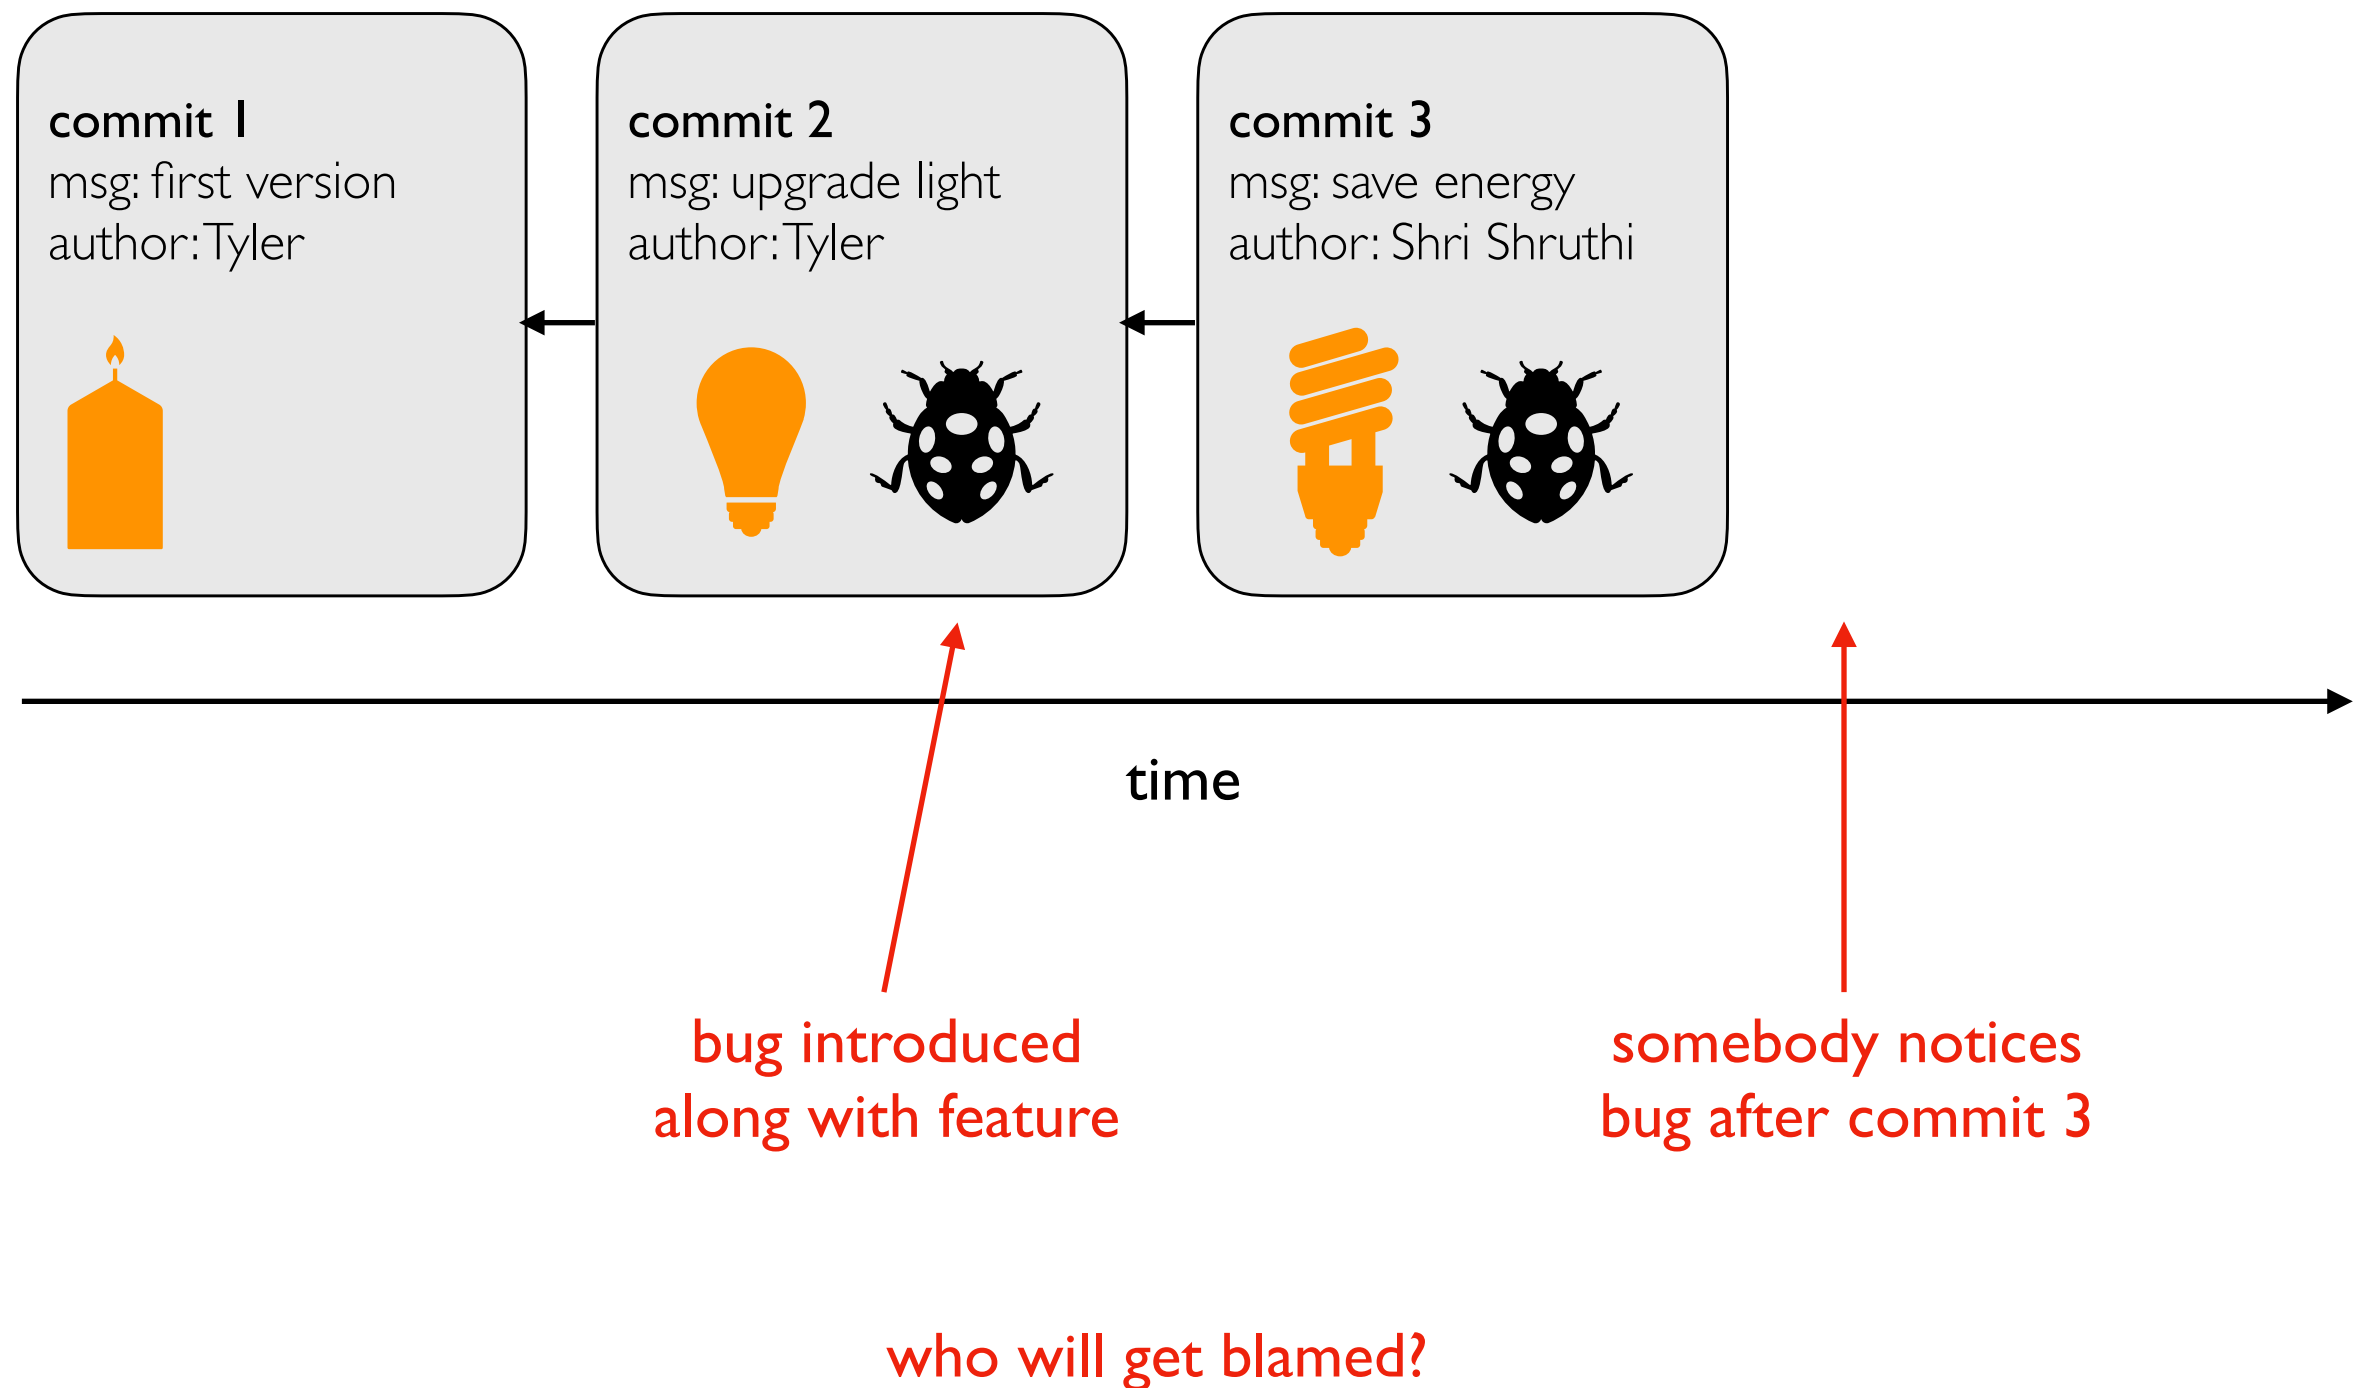 commit 1
msg: first version
author: Tyler
commit 2
msg: upgrade light
author: Tyler
commit 3
msg: save energy
author: Shri Shruthi
time
bug introduced
along with feature
somebody notices
bug after commit 3
who will get blamed?